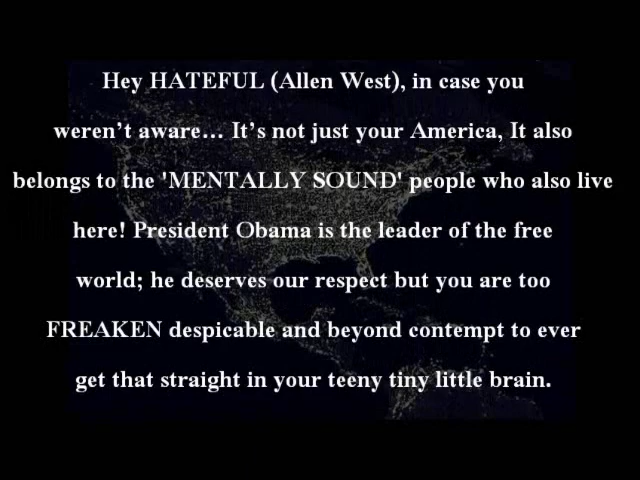 Hey HATEFUL (Allen West), in case you
weren’t aware… It’s not just your America, It also
belongs to the 'MENTALLY SOUND' people who also live
here! President Obama is the leader of the free
world; he deserves our respect but you are too
FREAKEN despicable and beyond contempt to ever
get that straight in your teeny tiny little brain.